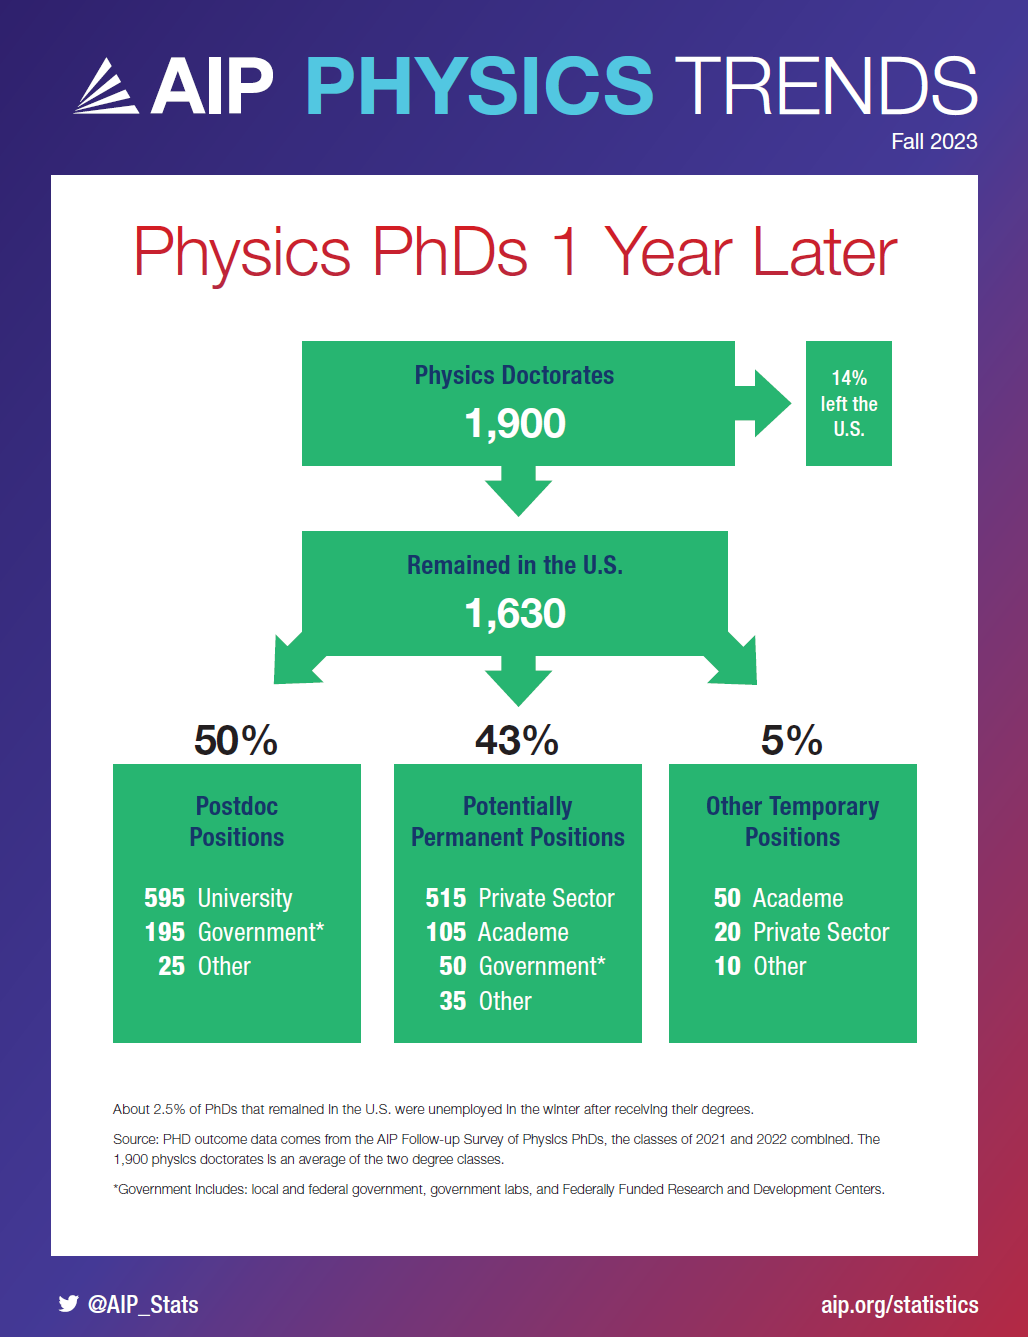 AIP PHYSICS TRENDS
Fall 2023
Physics PhDs 1 Year Later
Physics Doctorates
1,900
14%
left the
U.S.
Remained in the U.S.
1,630
50%
Postdoc
Positions
595 University
195 Government*
25 Other
43%
Potentially
Permanent Positions
515 Private Sector
105 Academe
50 Government*
35 Other
5%
Other Temporary
Positions
50 Academe
20 Private Sector
10 Other
About 2.5% of PhDs that remained in the U.S. were unemployed in the winter after receiving their degrees.
Source: PHD outcome data comes from the AIP Follow-up Survey of Physics PhDs, the classes of 2021 and 2022 combined. The
1,900 physics doctorates is an average of the two degree classes.
*Government Includes: local and federal government, government labs, and Federally Funded Research and Development Centers.
@AIP_Stats
aip.org/statistics